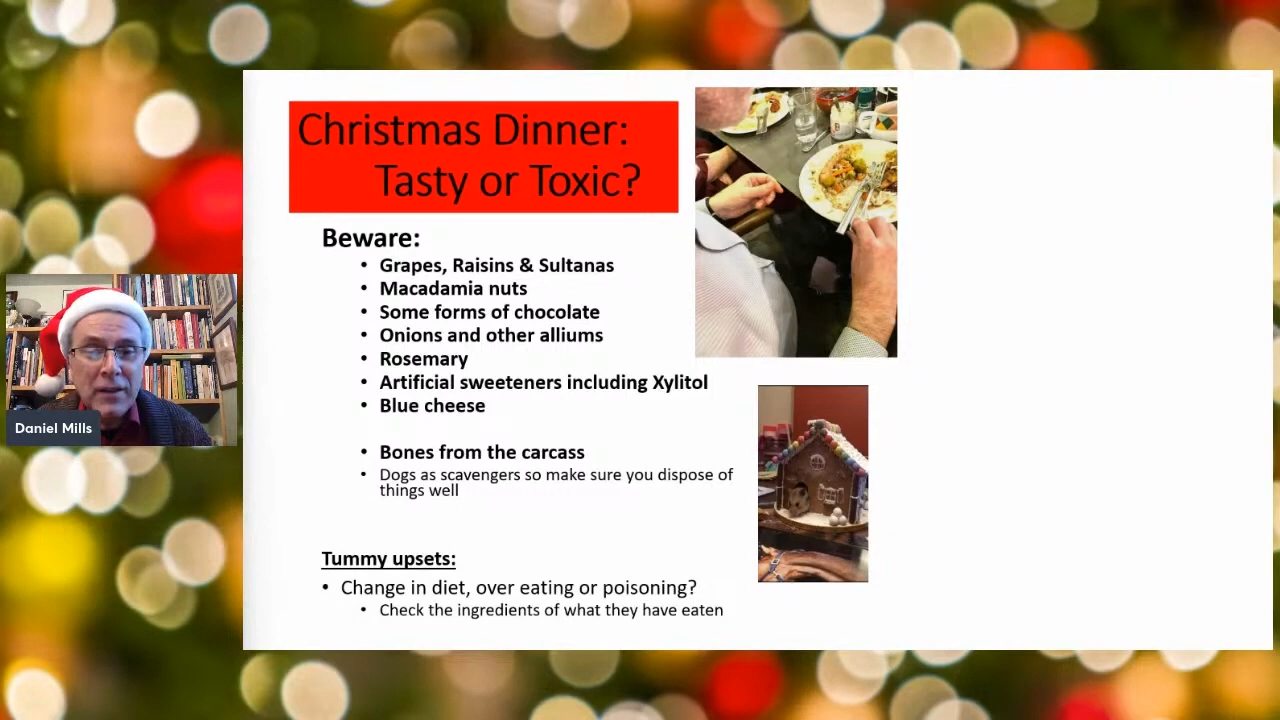 Christmas Dinner:
Tasty or Toxic?
Beware:
• Grapes, Raisins & Sultanas
• Macadamia nuts
• Some forms of chocolate
• Onions and other alliums
• Rosemary
• Artificial sweeteners including Xylitol
• Blue cheese
• Bones from the carcass
• Dogs as scavengers so make sure you dispose of
things well
Tummy upsets:
• Change in diet, over eating or poisoning?
• Check the ingredients of what they have eaten
Daniel Mills